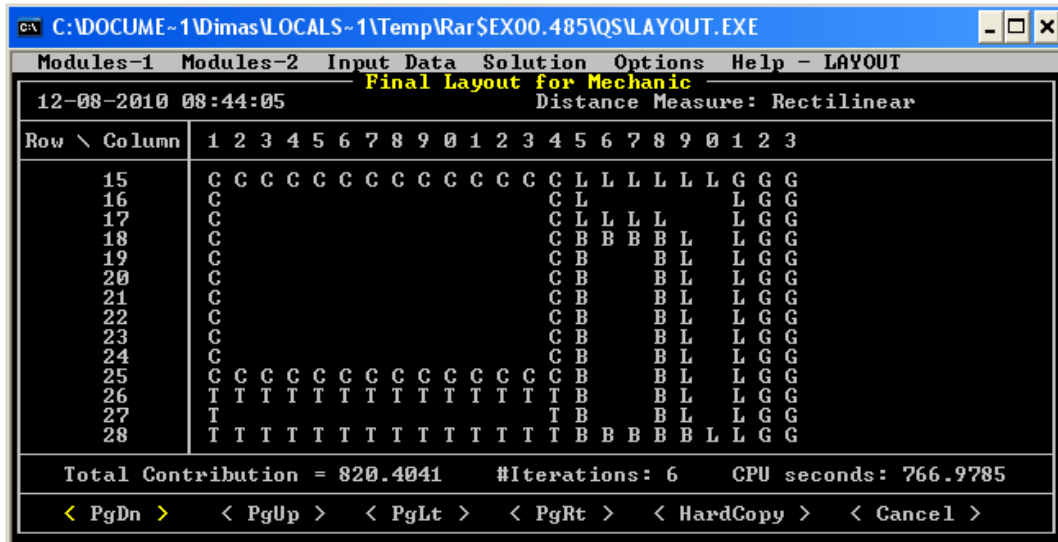 C:\DOCUME~1\Dimas\LOCALS~1\Temp\Rar$EX00.485\QS\LAYOUT.EXE
Modules-1 Modules-2 Input Data Solution Options Help - LAYOUT
Final Layout for Mechanic
12-08-2010 08:44:05 Distance Measure: Rectilinear
Row \ Column 1 2 3 4 5 6 7 8 9 0 1 2 3 4 5 6 7 8 9 0 1 2 3
15 C C C C C C C C C C C C C C L L L L L L G G G
16 C C L L G G
17 C C L L L L L G G
18 C C B B B B L L G G
19 C C B B L L G G
20 C C B B L L G G
21 C C B B L L G G
22 C C B B L L G G
23 C C B B L L G G
24 C C B B L L G G
25 C C C C C C C C C C C C C C B B L L G G
26 T T T T T T T T T T T T T T B B L L G G
27 T T B B L L G G
28 T T T T T T T T T T T T T T B B B B B L L G G
Total Contribution = 820.4041 #Iterations: 6 CPU seconds: 766.9785
< PgDn > < PgUp > < PgLt > < PgRt > < HardCopy > < Cancel >